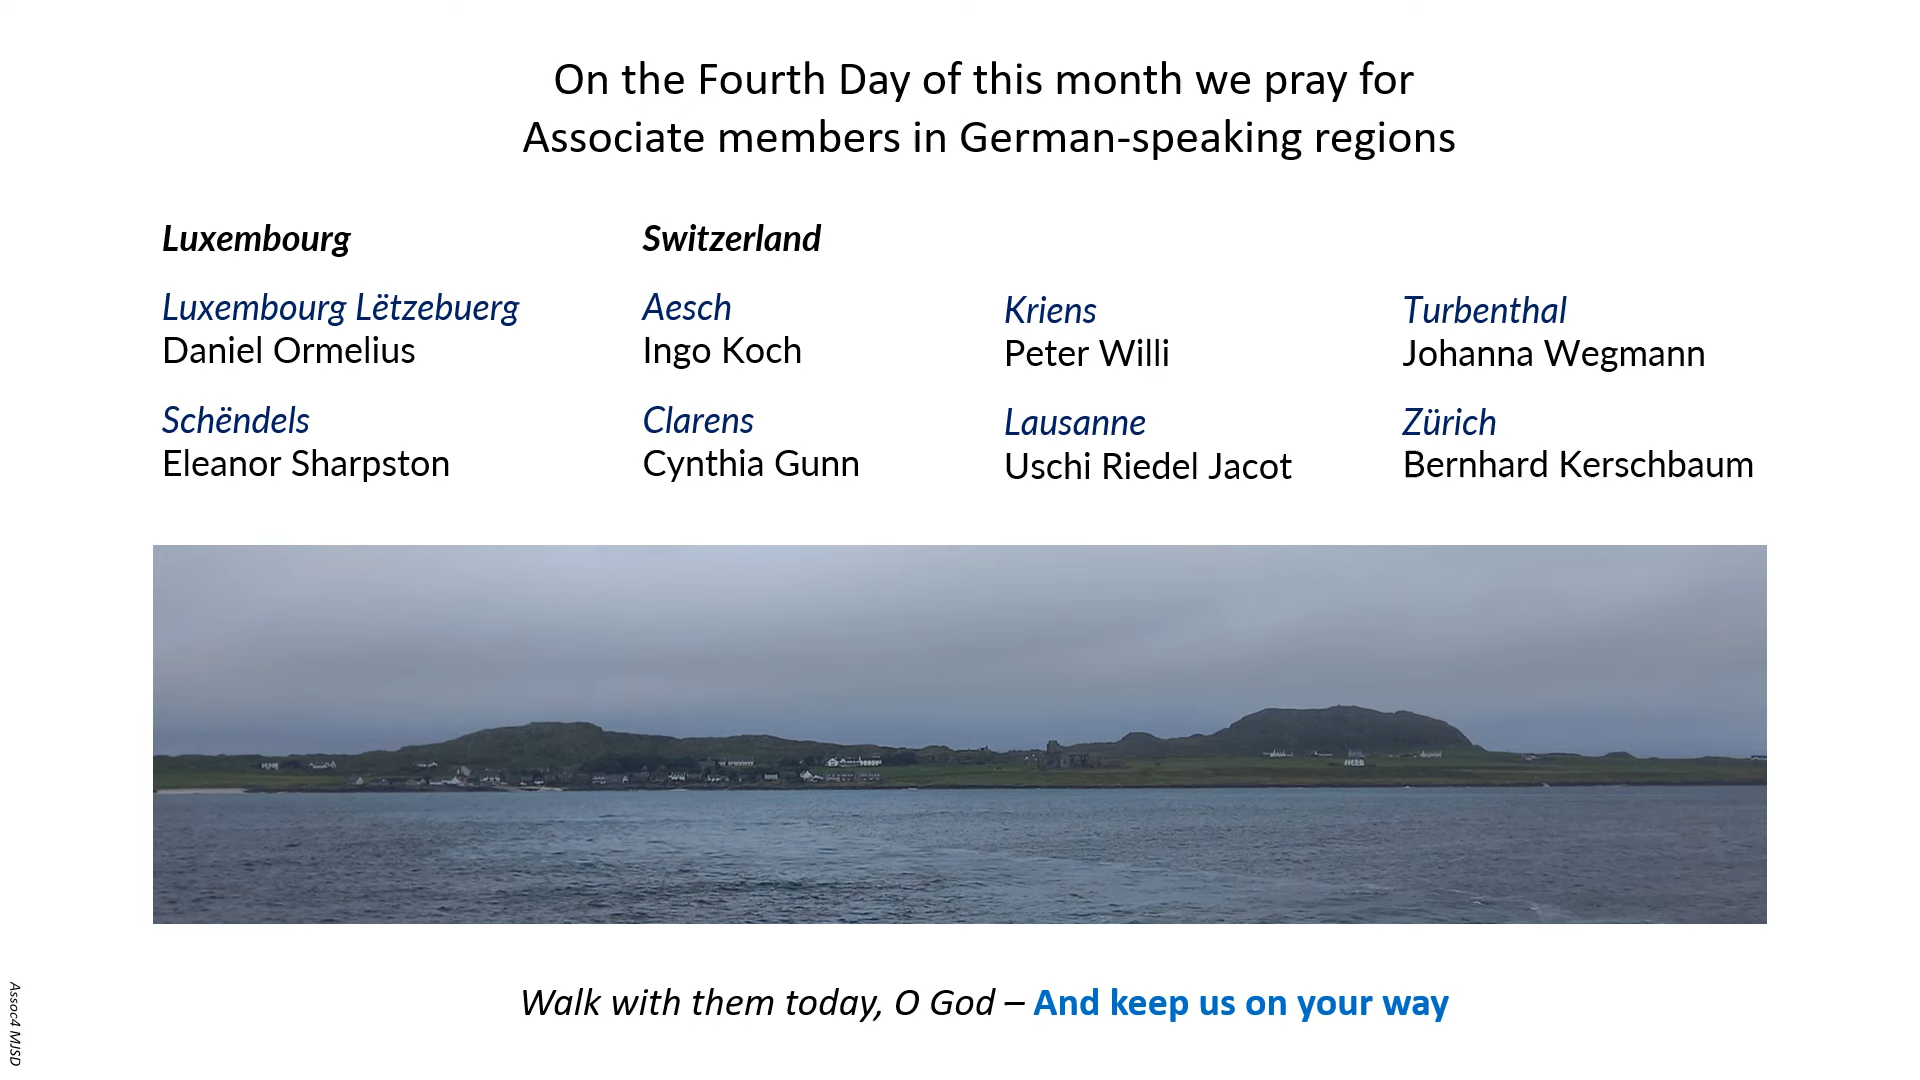 On the Fourth Day of this month we pray for
Associate members in German-speaking regions
Luxembourg
Luxembourg Lëtzebuerg
Daniel Ormelius
Schëndels
Eleanor Sharpston
Switzerland
Aesch
Ingo Koch
Clarens
Cynthia Gunn
Kriens
Peter Willi
Lausanne
Uschi Riedel Jacot
Turbenthal
Johanna Wegmann
Zürich
Bernhard Kerschbaum
Walk with them today, O God – And keep us on your way
Assoc4 MJSD